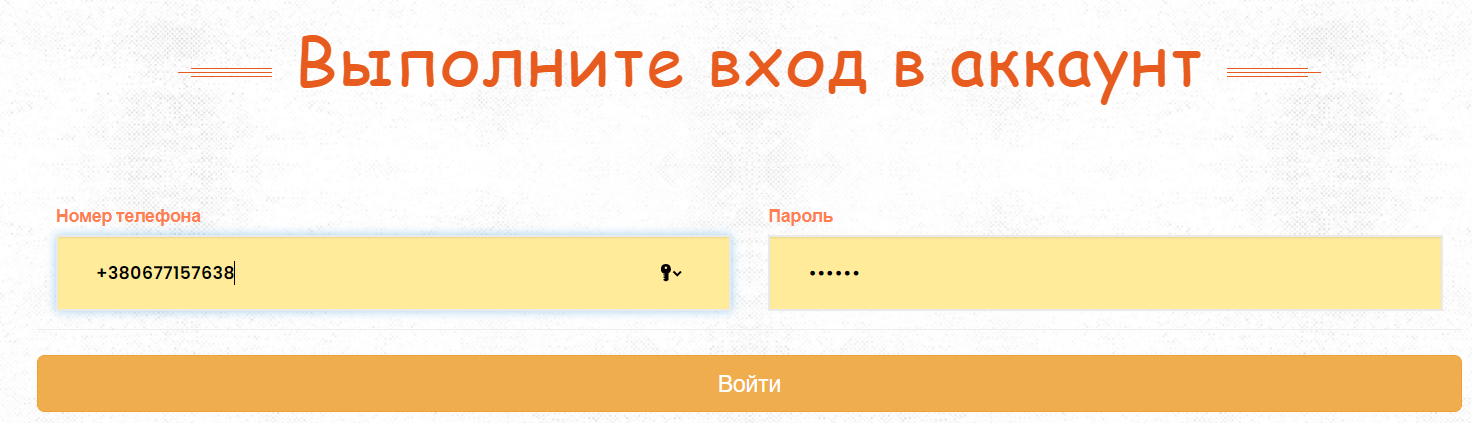 Выполните вход в аккаунт
Номер телефона
Пароль
+380677157638
••••••
Войти